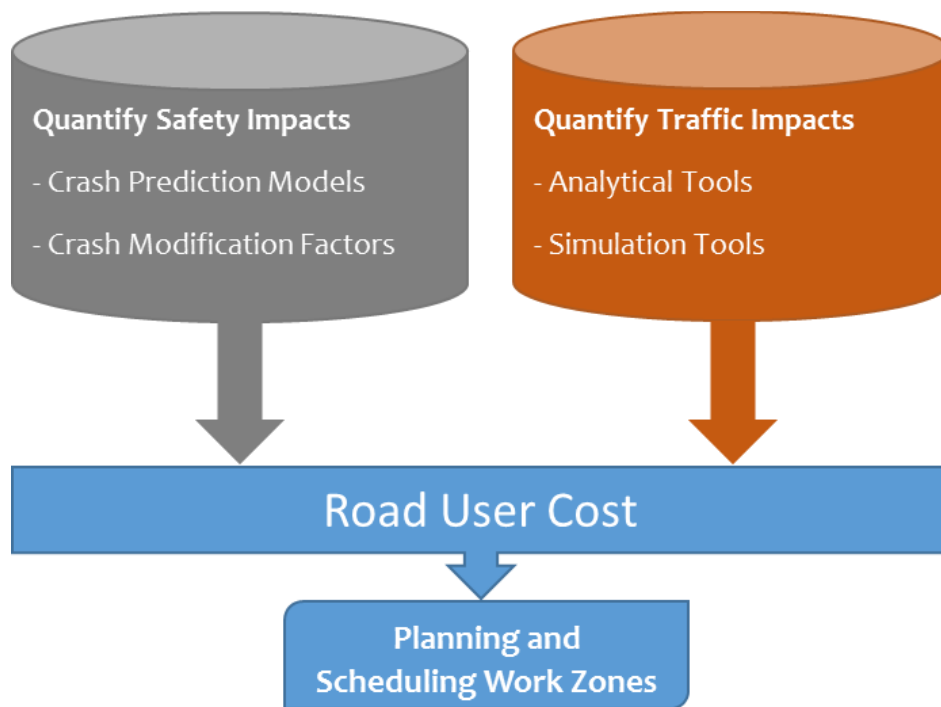 Quantify Safety Impacts
- Crash Prediction Models
- Crash Modification Factors
Quantify Traffic Impacts
- Analytical Tools
- Simulation Tools
Road User Cost
Planning and
Scheduling Work Zones